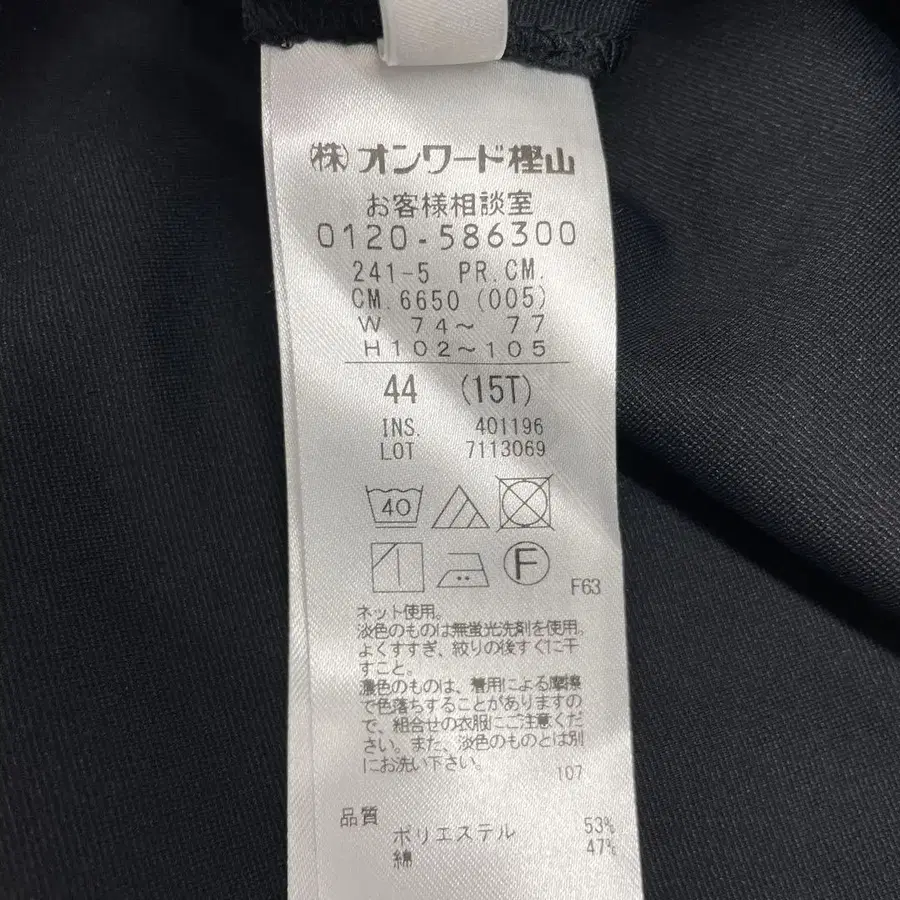 ㈱オンワード樫山
お客様相談室
0120-586300
241-5 PR.CM.
CM.6650 (005)
W 74～ 77
H102～105
44 (15T)
INS. 401196
LOT 7113069
40
F
F63
ネット使用。
淡色のものは無蛍光洗剤を使用。
よくすすぎ、絞りの後すぐに干
すこと。
濃色のものは、着用による摩擦
で色落ちすることがありますの
で、組合せの衣服にご注意くだ
さい。また、淡色のものとは別
にお洗い下さい。
107
品質
ポリエステル 53%
綿 47%